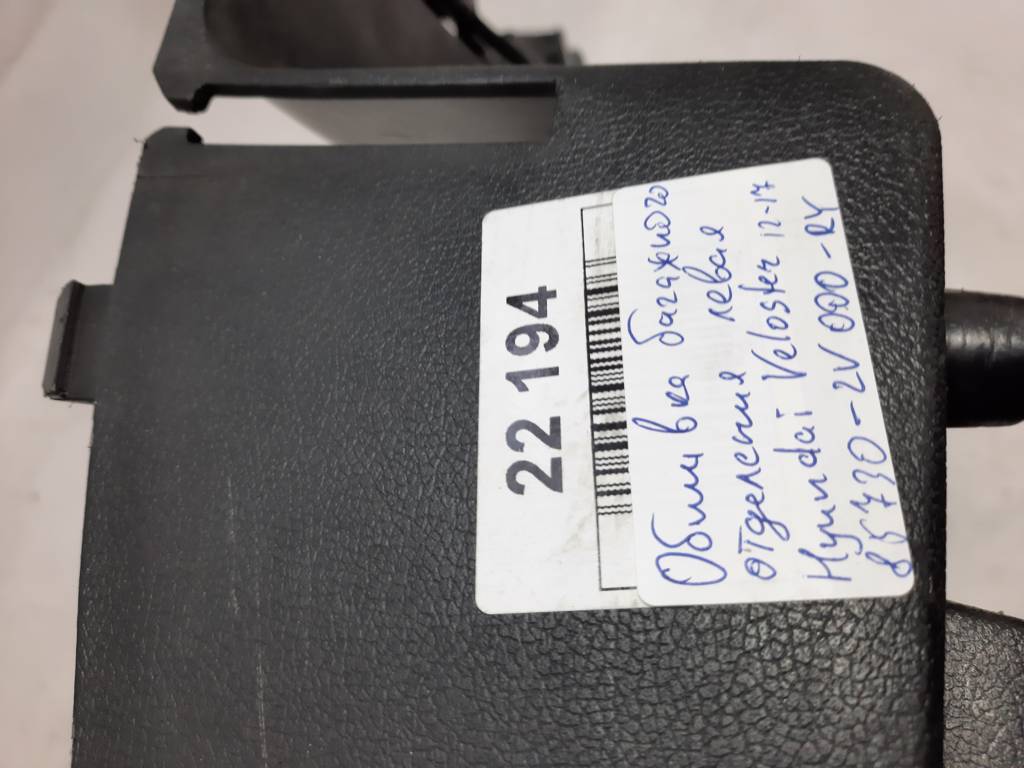 22 194
Обшивка багажного
отделения левая
Hyundai Veloster 12-17
85730-2V000-RY